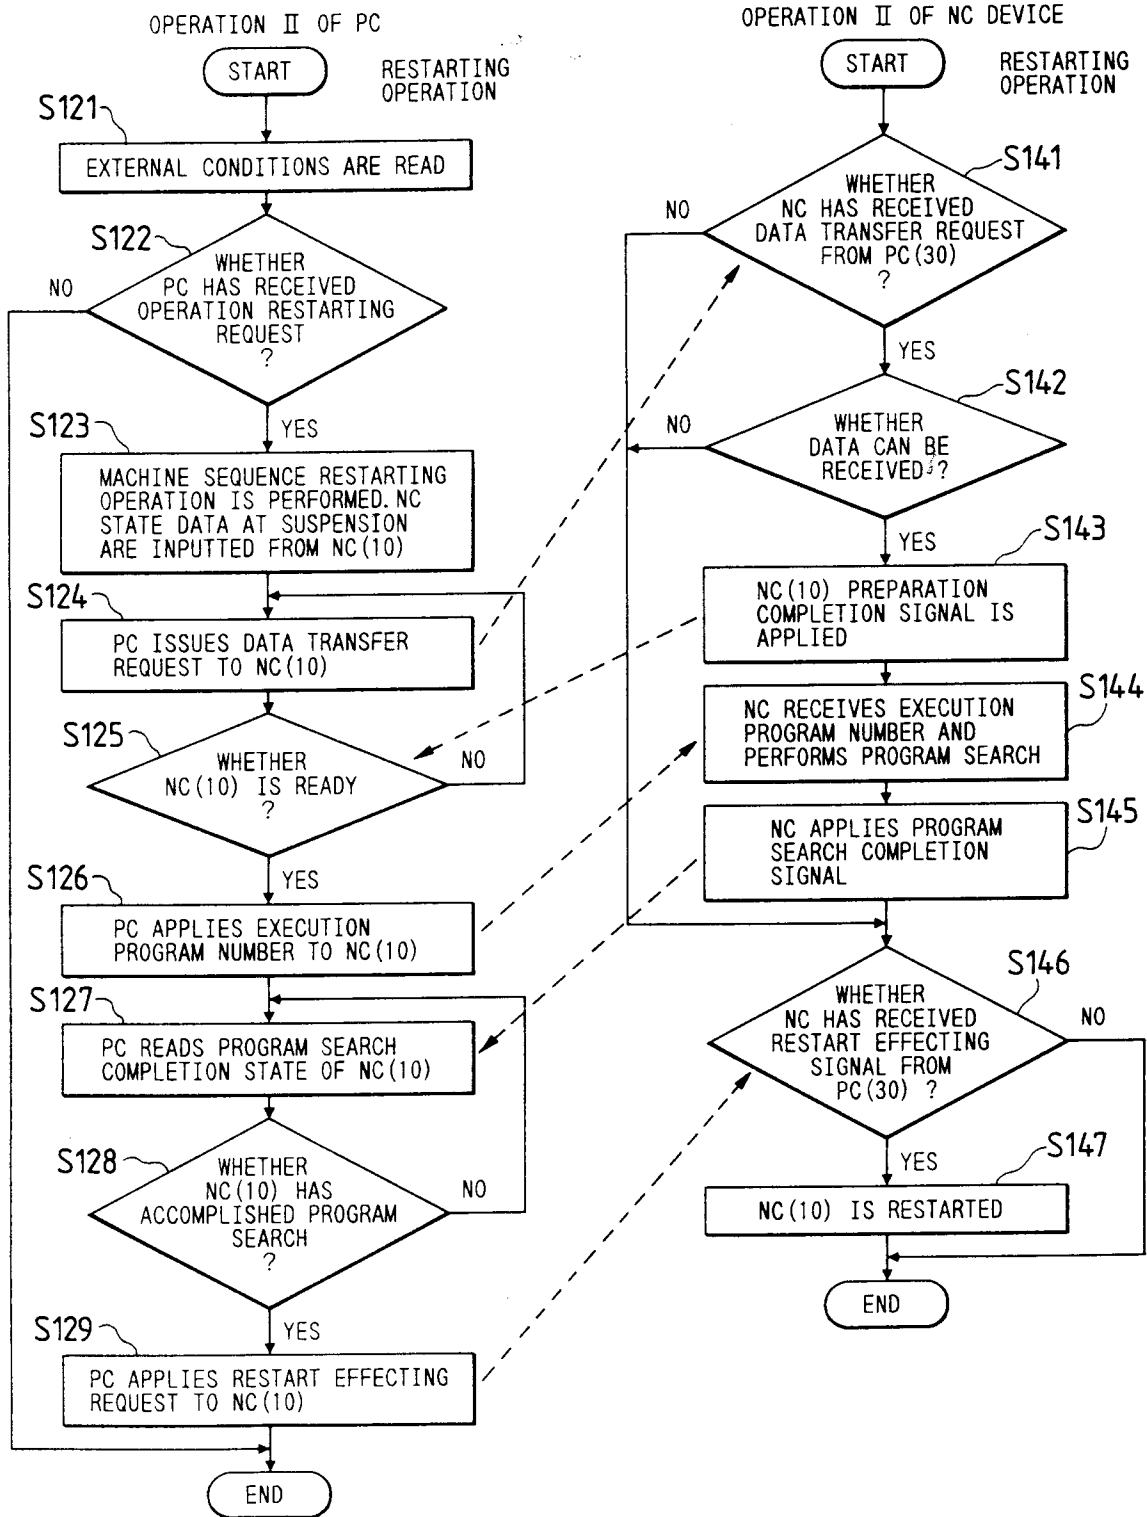 OPERATION II OF PC
START
RESTARTING
OPERATION
S121
EXTERNAL CONDITIONS ARE READ
S122
WHETHER
PC HAS RECEIVED
OPERATION RESTARTING
REQUEST
?
NO
YES
S123
MACHINE SEQUENCE RESTARTING
OPERATION IS PERFORMED. NC
STATE DATA AT SUSPENSION
ARE INPUTTED FROM NC(10)
S124
PC ISSUES DATA TRANSFER
REQUEST TO NC(10)
S125
WHETHER
NC(10) IS READY
?
NO
YES
S126
PC APPLIES EXECUTION
PROGRAM NUMBER TO NC(10)
S127
PC READS PROGRAM SEARCH
COMPLETION STATE OF NC(10)
S128
WHETHER
NC(10) HAS
ACCOMPLISHED PROGRAM
SEARCH
?
NO
YES
S129
PC APPLIES RESTART EFFECTING
REQUEST TO NC(10)
END
OPERATION II OF NC DEVICE
START
RESTARTING
OPERATION
S141
WHETHER
NC HAS RECEIVED
DATA TRANSFER REQUEST
FROM PC(30)
?
NO
YES
S142
WHETHER
DATA CAN BE
RECEIVED ?
NO
YES
S143
NC(10) PREPARATION
COMPLETION SIGNAL IS
APPLIED
S144
NC RECEIVES EXECUTION
PROGRAM NUMBER AND
PERFORMS PROGRAM SEARCH
S145
NC APPLIES PROGRAM
SEARCH COMPLETION
SIGNAL
S146
WHETHER
NC HAS RECEIVED
RESTART EFFECTING
SIGNAL FROM
PC(30) ?
NO
YES
S147
NC(10) IS RESTARTED
END